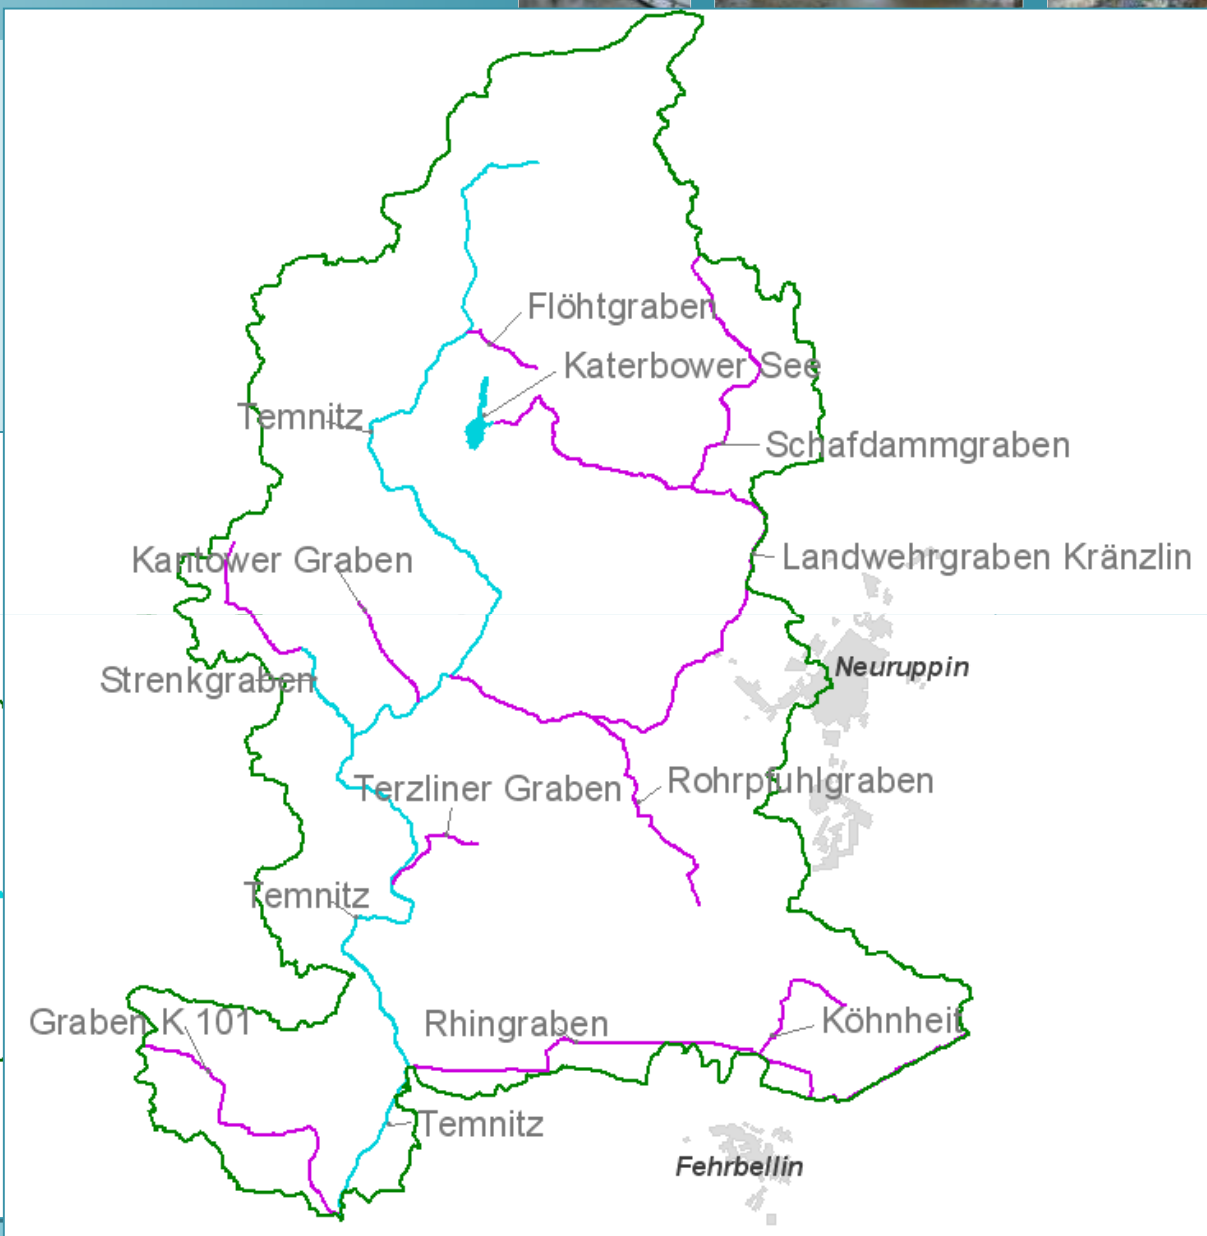 Flöhtgraben
Katerbower See
Temnitz
Schafdammgraben
Kantower Graben
Landwehrgraben Kränzlin
Neuruppin
Strenkgraben
Terzliner Graben
Rohrpfuhlgraben
Temnitz
Graben K 101
Rhingraben
Köhnheit
Temnitz
Fehrbellin